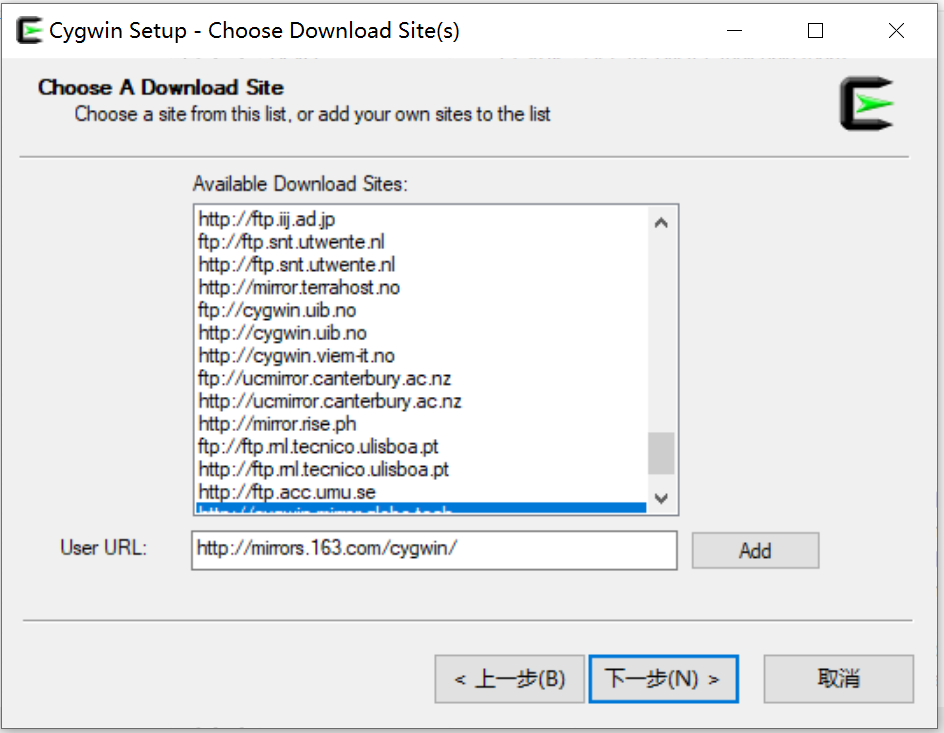 Cygwin Setup - Choose Download Site(s)
Choose A Download Site
Choose a site from this list, or add your own sites to the list
Available Download Sites:
http://ftp.iij.ad.jp
ftp://ftp.snt.utwente.nl
http://ftp.snt.utwente.nl
http://mirror.terrahost.no
ftp://cygwin.uib.no
http://cygwin.uib.no
http://cygwin.viem-it.no
ftp://ucmirror.canterbury.ac.nz
http://ucmirror.canterbury.ac.nz
http://mirror.rise.ph
ftp://ftp.rnl.tecnico.ulisboa.pt
http://ftp.rnl.tecnico.ulisboa.pt
http://ftp.acc.umu.se
User URL:
http://mirrors.163.com/cygwin/
Add
< 上一步(B)
下一步(N) >
取消